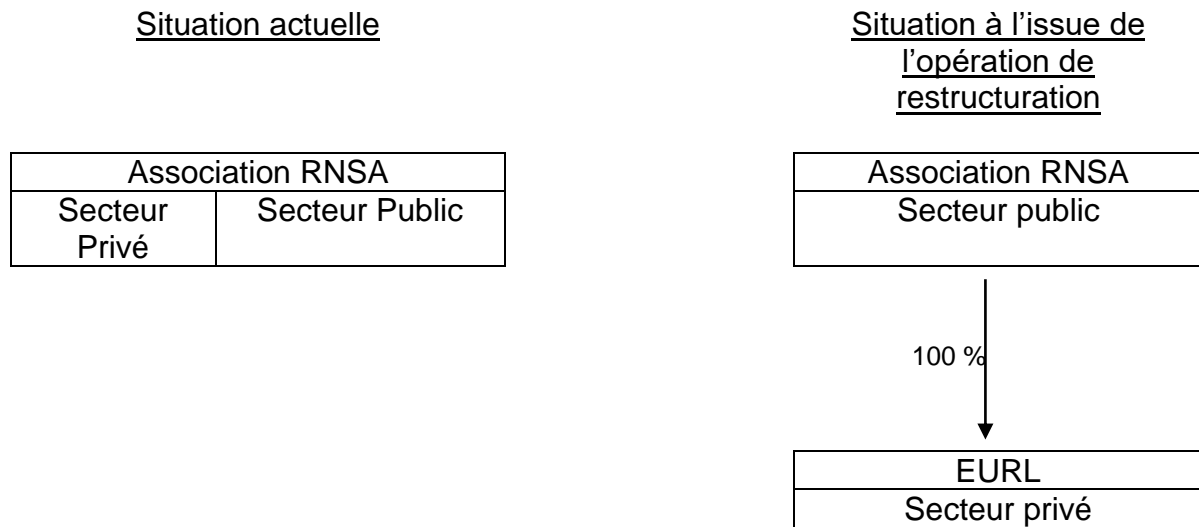 Situation actuelle
Situation à l’issue de
l’opération de
restructuration
Association RNSA
Secteur
Privé
Secteur Public
Association RNSA
Secteur public
100 %
EURL
Secteur privé